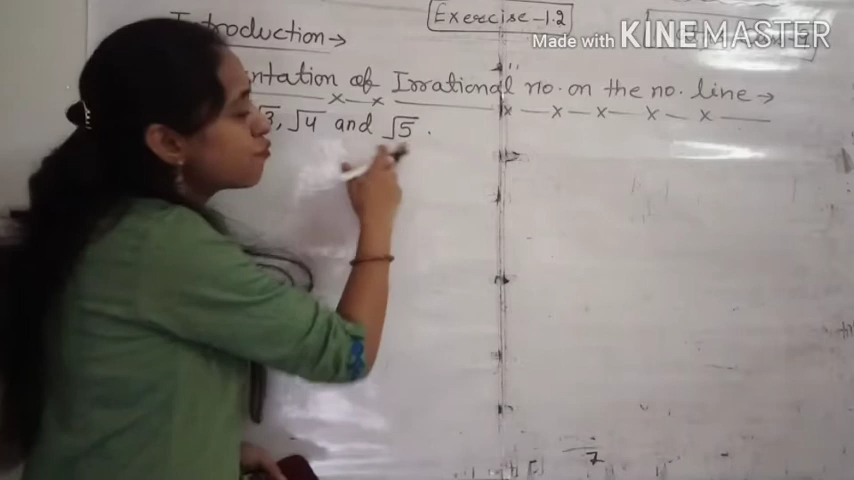 Exercise-1.2
Introduction→
Made with KINEMASTER
ntation of Irrational no. on the no. line→
√3, √4 and √5.